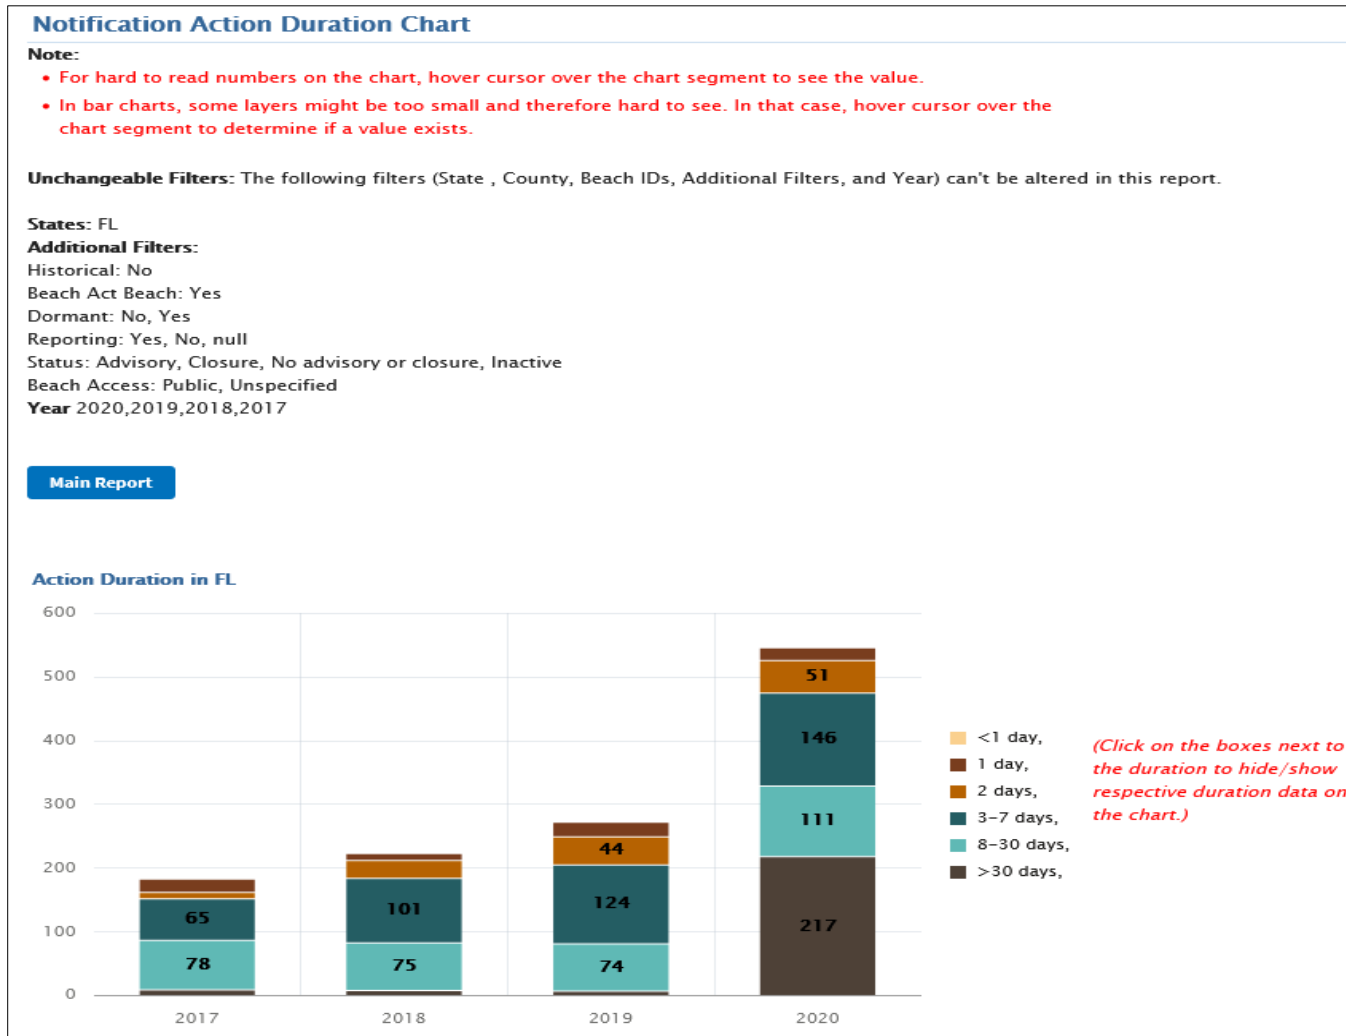 Notification Action Duration Chart
Note:
• For hard to read numbers on the chart, hover cursor over the chart segment to see the value.
• In bar charts, some layers might be too small and therefore hard to see. In that case, hover cursor over the
chart segment to determine if a value exists.
Unchangeable Filters: The following filters (State , County, Beach IDs, Additional Filters, and Year) can't be altered in this report.
States: FL
Additional Filters:
Historical: No
Beach Act Beach: Yes
Dormant: No, Yes
Reporting: Yes, No, null
Status: Advisory, Closure, No advisory or closure, Inactive
Beach Access: Public, Unspecified
Year 2020,2019,2018,2017
Main Report
Action Duration in FL
600
500
400
300
200
100
0
65
78
101
75
44
124
74
51
146
111
217
2017
2018
2019
2020
<1 day,
1 day,
2 days,
3-7 days,
8-30 days,
>30 days,
(Click on the boxes next to
the duration to hide/show
respective duration data on
the chart.)